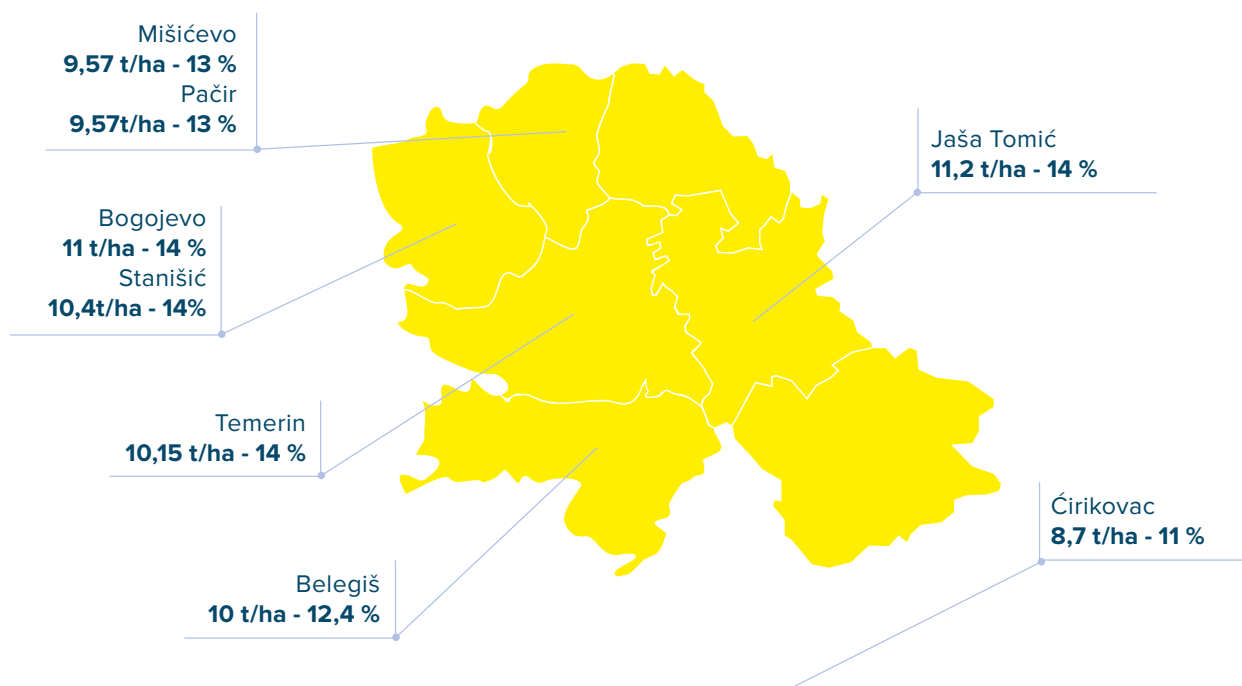 Mišićevo
9,57 t/ha - 13 %
Pačir
9,57t/ha - 13 %
Jaša Tomić
11,2 t/ha - 14 %
Bogojevo
11 t/ha - 14 %
Stanišić
10,4t/ha - 14%
Temerin
10,15 t/ha - 14 %
Ćirikovac
8,7 t/ha - 11 %
Belegiš
10 t/ha - 12,4 %